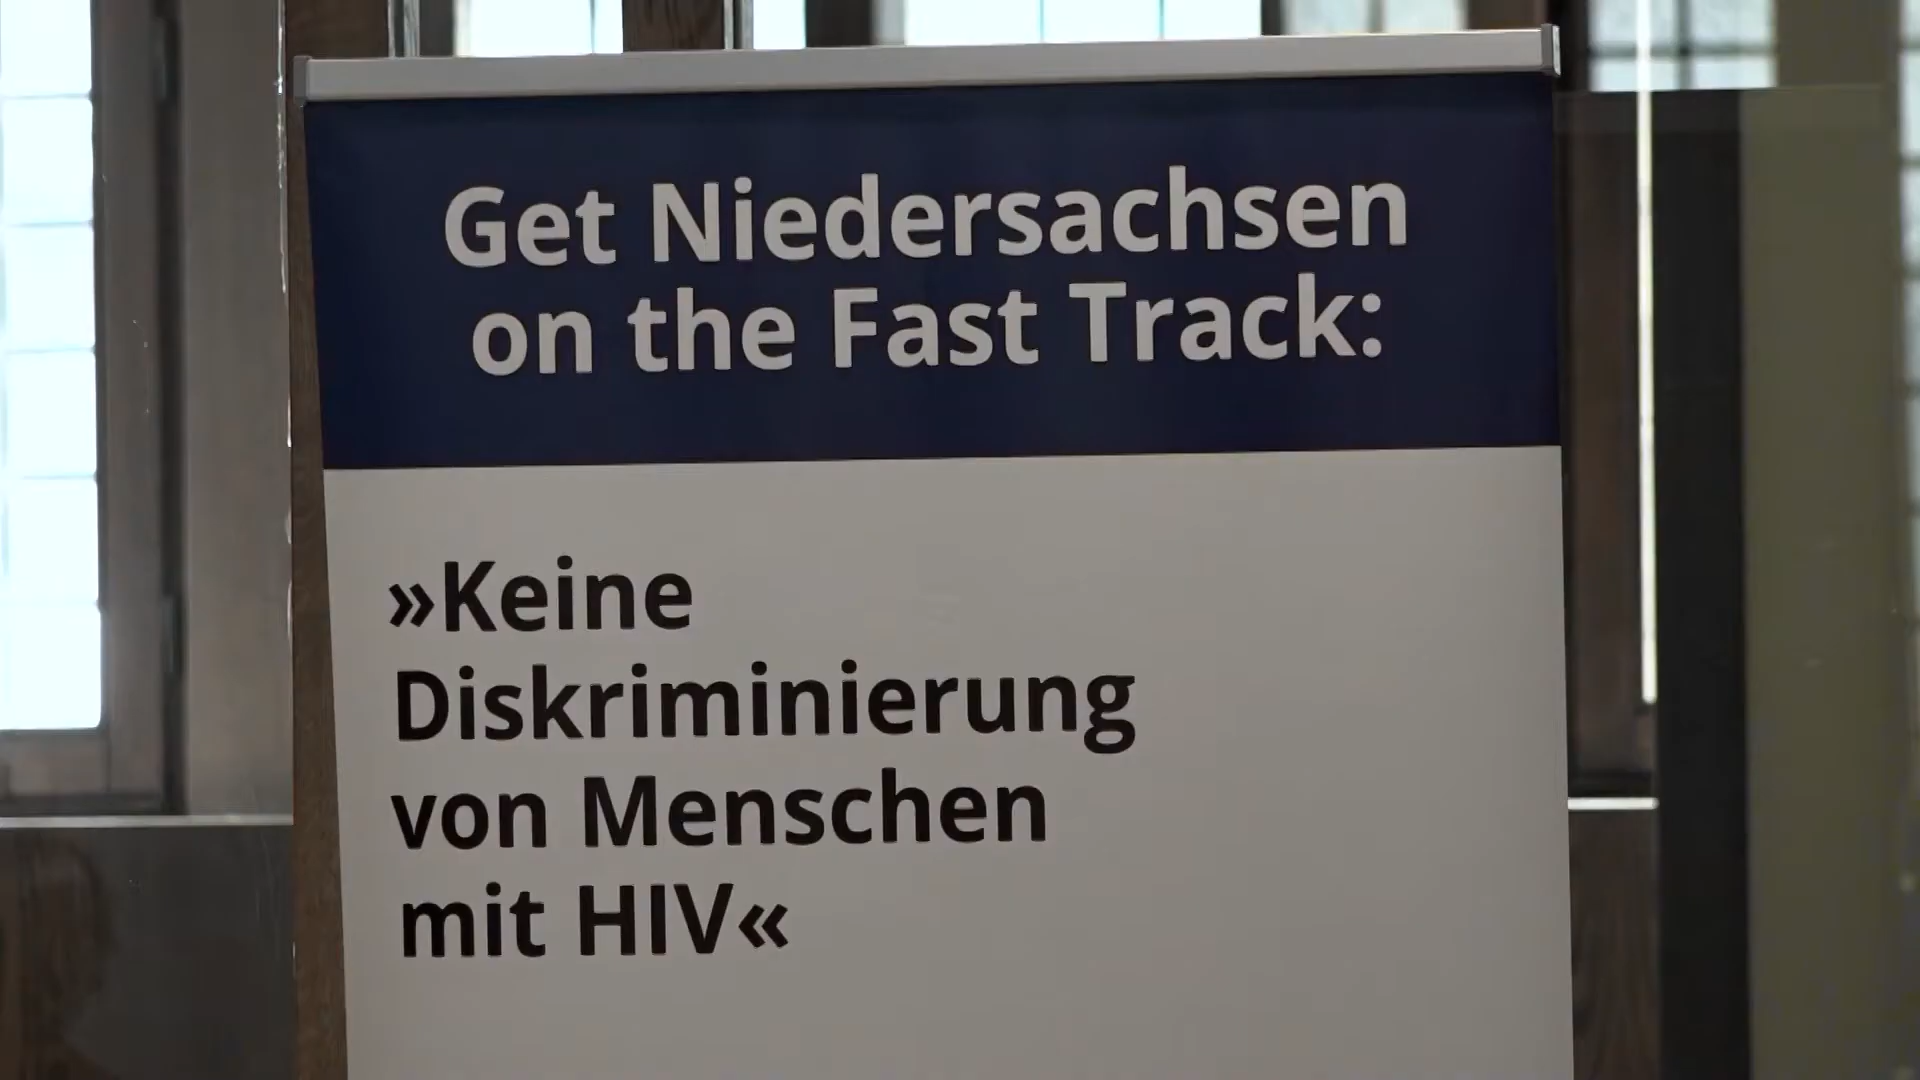 Get Niedersachsen
on the Fast Track:
»Keine
Diskriminierung
von Menschen
mit HIV«